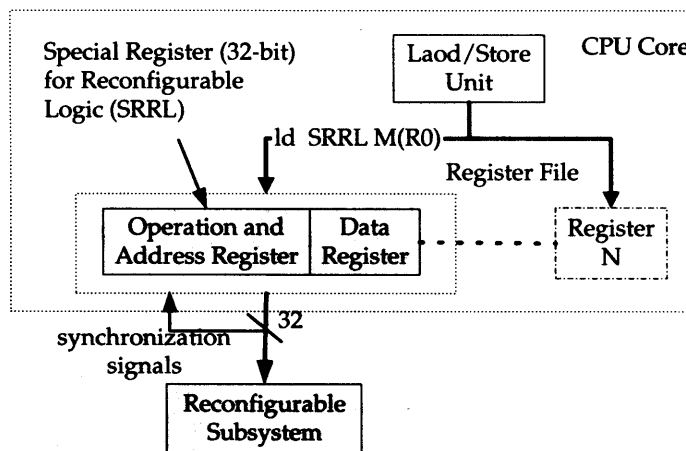 Special Register (32-bit)
for Reconfigurable
Logic (SRRL)
Laod/Store
Unit
CPU Core
ld SRRL M(R0)
Register File
Operation and
Address Register
Data
Register
Register
N
32
synchronization
signals
Reconfigurable
Subsystem